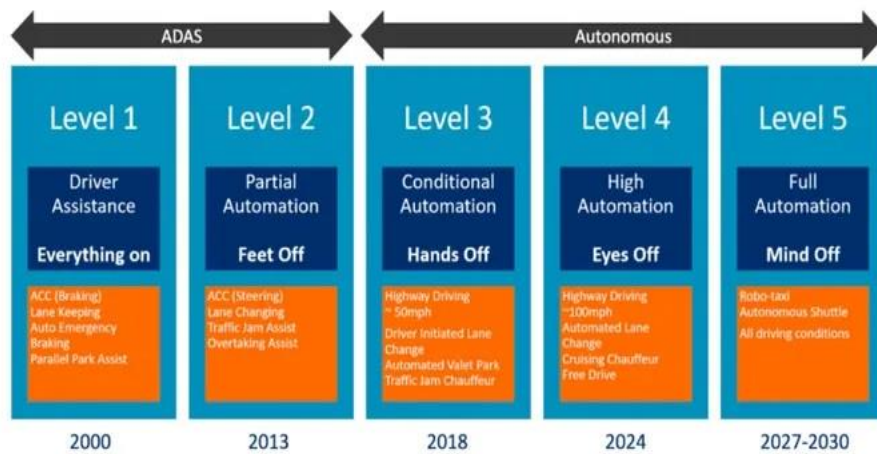 ADAS
Autonomous
Level 1
Driver
Assistance
Everything on
ACC (Braking)
Lane Keeping
Auto Emergency
Braking
Parallel Park Assist
2000
Level 2
Partial
Automation
Feet Off
ACC (Steering)
Lane Changing
Traffic Jam Assist
Overtaking Assist
2013
Level 3
Conditional
Automation
Hands Off
Highway Driving
~ 50mph
Driver Initiated Lane
Change
Automated Valet Park
Traffic Jam Chauffeur
2018
Level 4
High
Automation
Eyes Off
Highway Driving
~100mph
Automated Lane
Change
Cruising Chauffeur
Free Drive
2024
Level 5
Full
Automation
Mind Off
Robo-taxi
Autonomous Shuttle
All driving conditions
2027-2030